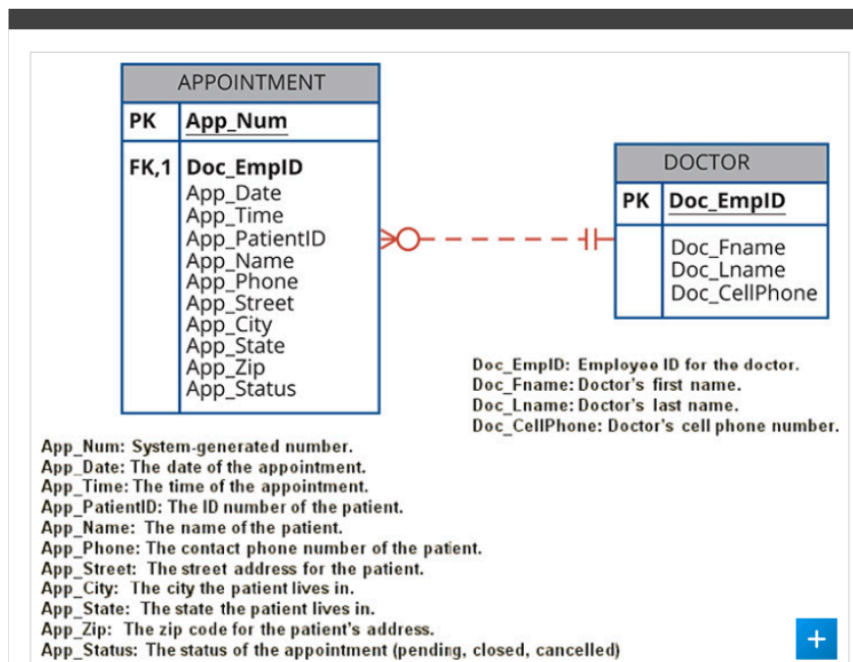 APPOINTMENT
PK App_Num
FK,1 Doc_EmpID
App_Date
App_Time
App_PatientID
App_Name
App_Phone
App_Street
App_City
App_State
App_Zip
App_Status
DOCTOR
PK Doc_EmpID
Doc_Fname
Doc_Lname
Doc_CellPhone
Doc_EmpID: Employee ID for the doctor.
Doc_Fname: Doctor's first name.
Doc_Lname: Doctor's last name.
Doc_CellPhone: Doctor's cell phone number.
App_Num: System-generated number.
App_Date: The date of the appointment.
App_Time: The time of the appointment.
App_PatientID: The ID number of the patient.
App_Name: The name of the patient.
App_Phone: The contact phone number of the patient.
App_Street: The street address for the patient.
App_City: The city the patient lives in.
App_State: The state the patient lives in.
App_Zip: The zip code for the patient's address.
App_Status: The status of the appointment (pending, closed, cancelled)
+